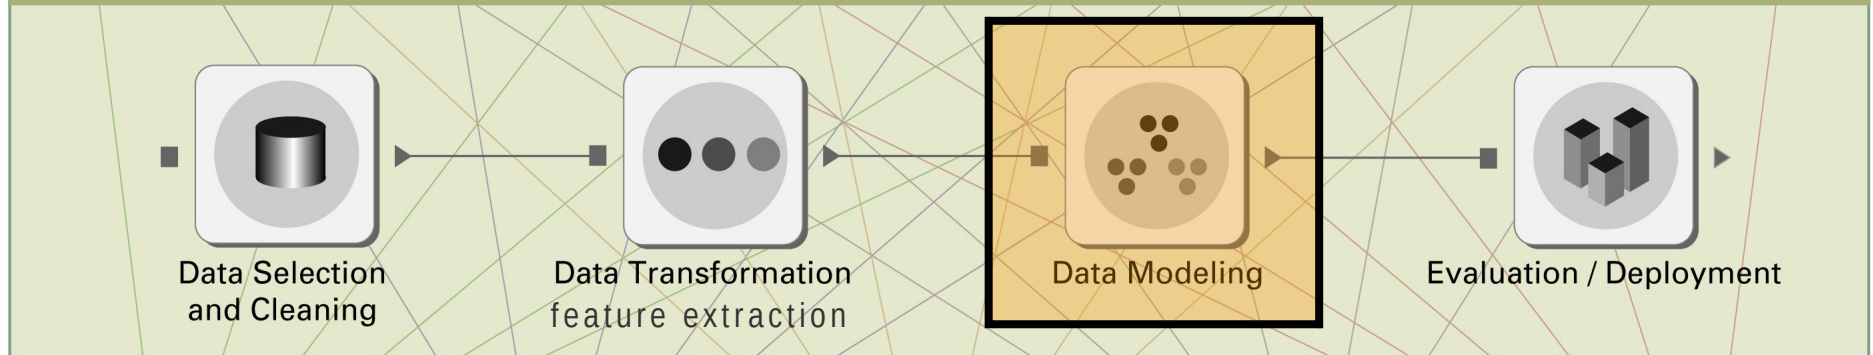 Data Selection
and Cleaning
Data Transformation
feature extraction
Data Modeling
Evaluation / Deployment